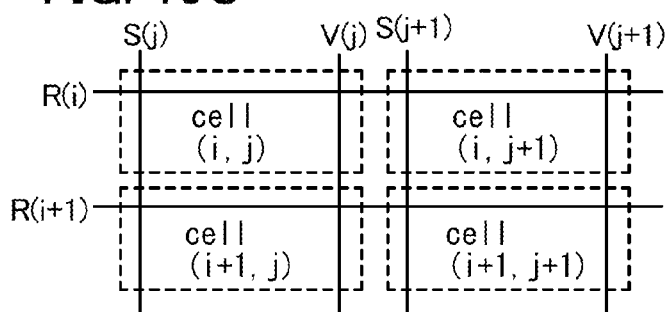 S(j) V(j) S(j+1) V(j+1)
R(i)
cell cell
(i, j) (i, j+1)
R(i+1)
cell cell
(i+1, j) (i+1, j+1)